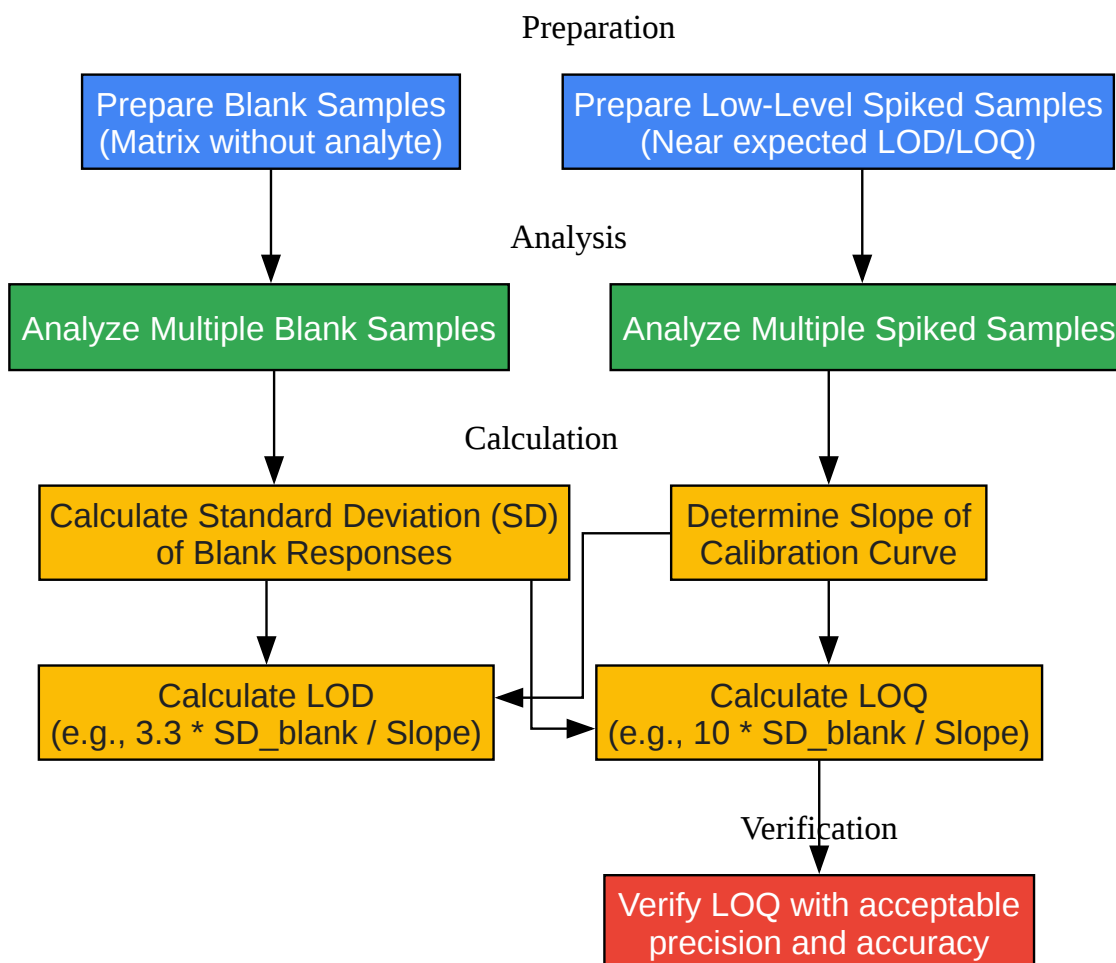 Preparation
Prepare Blank Samples
(Matrix without analyte)
Prepare Low-Level Spiked Samples
(Near expected LOD/LOQ)
Analysis
Analyze Multiple Blank Samples
Analyze Multiple Spiked Samples
Calculation
Calculate Standard Deviation (SD)
of Blank Responses
Determine Slope of
Calibration Curve
Calculate LOD
(e.g., 3.3 * SD_blank / Slope)
Calculate LOQ
(e.g., 10 * SD_blank / Slope)
Verification
Verify LOQ with acceptable
precision and accuracy